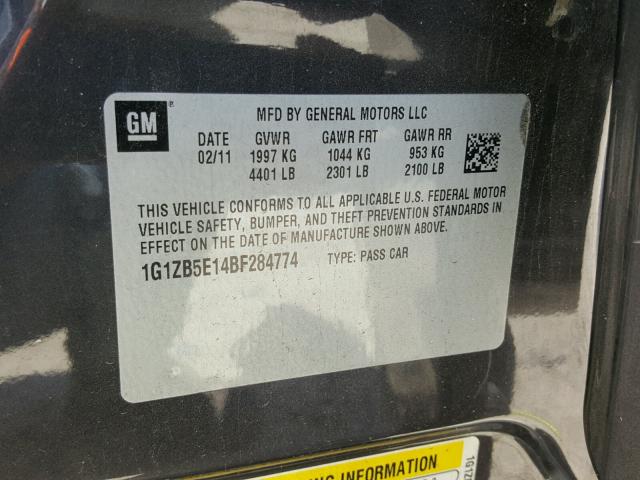 GM ®
MFD BY GENERAL MOTORS LLC
DATE GVWR GAWR FRT GAWR RR
02/11 1997 KG 1044 KG 953 KG
4401 LB 2301 LB 2100 LB
THIS VEHICLE CONFORMS TO ALL APPLICABLE U.S. FEDERAL MOTOR
VEHICLE SAFETY, BUMPER, AND THEFT PREVENTION STANDARDS IN
EFFECT ON THE DATE OF MANUFACTURE SHOWN ABOVE.
1G1ZB5E14BF284774 TYPE: PASS CAR
INFORMATION
1G1Z